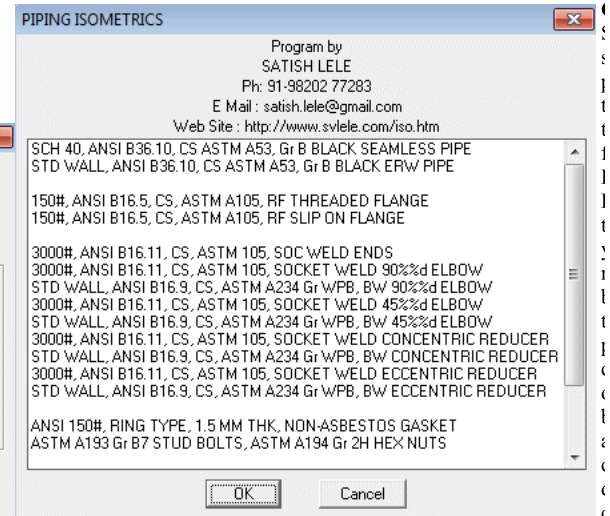 PIPING ISOMETRICS
Program by
SATISH LELE
Ph: 91-98202 77283
E Mail : satish.lele@gmail.com
Web Site : http://www.svlele.com/iso.htm
SCH 40, ANSI B36.10, CS ASTM A53, Gr B BLACK SEAMLESS PIPE
STD WALL, ANSI B36.10, CS ASTM A53, Gr B BLACK ERW PIPE
150#, ANSI B16.5, CS, ASTM A105, RF THREADED FLANGE
150#, ANSI B16.5, CS, ASTM A105, RF SLIP ON FLANGE
3000#, ANSI B16.11, CS, ASTM 105, SOC WELD ENDS
3000#, ANSI B16.11, CS, ASTM 105, SOCKET WELD 90%%d ELBOW
STD WALL, ANSI B16.9, CS, ASTM A234 Gr WPB, BW 90%%d ELBOW
3000#, ANSI B16.11, CS, ASTM 105, SOCKET WELD 45%%d ELBOW
STD WALL, ANSI B16.9, CS, ASTM A234 Gr WPB, BW 45%%d ELBOW
3000#, ANSI B16.11, CS, ASTM 105, SOCKET WELD CONCENTRIC REDUCER
STD WALL, ANSI B16.9, CS, ASTM A234 Gr WPB, BW CONCENTRIC REDUCER
3000#, ANSI B16.11, CS, ASTM 105, SOCKET WELD ECCENTRIC REDUCER
STD WALL, ANSI B16.9, CS, ASTM A234 Gr WPB, BW ECCENTRIC REDUCER
ANSI 150#, RING TYPE, 1.5 MM THK, NON-ASBESTOS GASKET
ASTM A193 Gr B7 STUD BOLTS, ASTM A194 Gr 2H HEX NUTS
OK Cancel